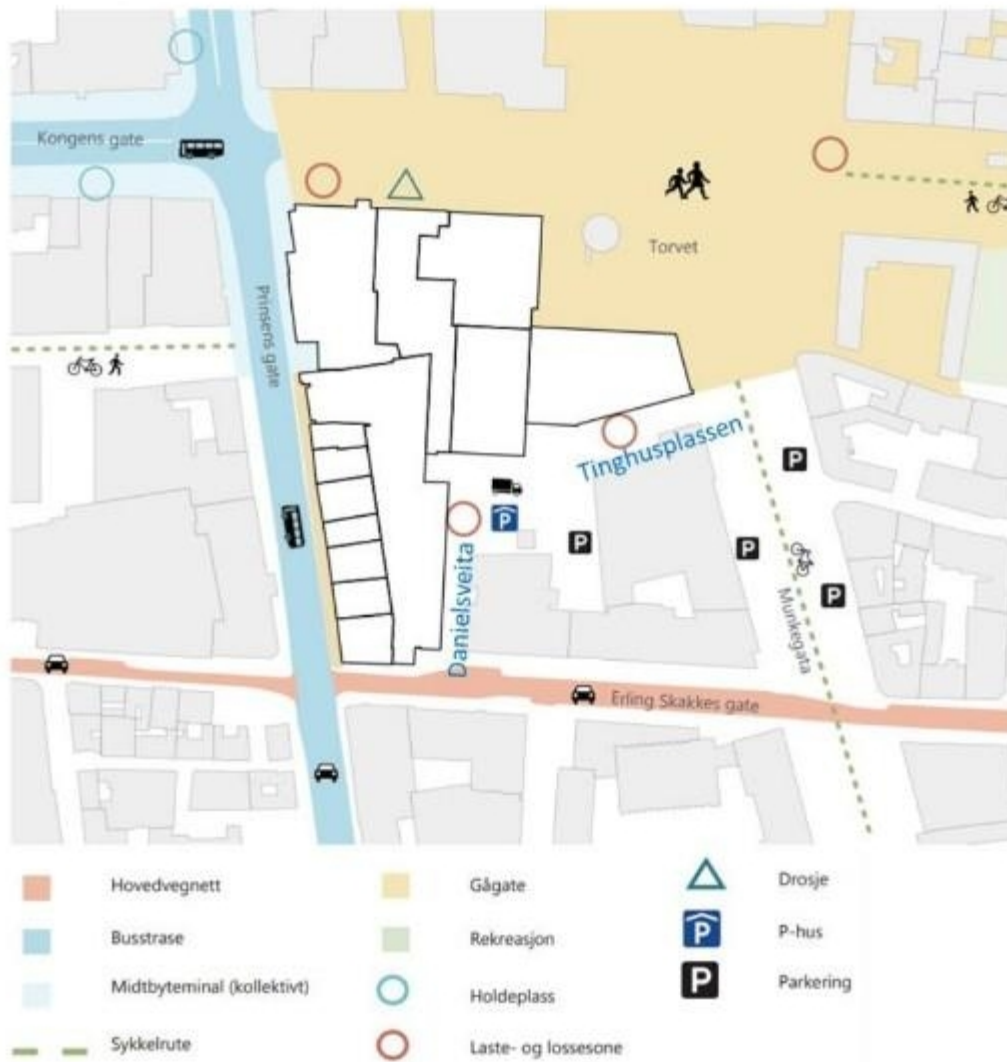 Kongens gate
Torvet
Prinsens gate
Tinghusplassen
P
P
P
P
P
Danielsveita
Munkegata
Erling Skakkes gate
Hovedvegnett
Gågate
Drosje
Busstrase
Rekreasjon
P
P-hus
Midtbyteminal (kollektivt)
Holdeplass
P
Parkering
Sykkelrute
Laste- og lossesone